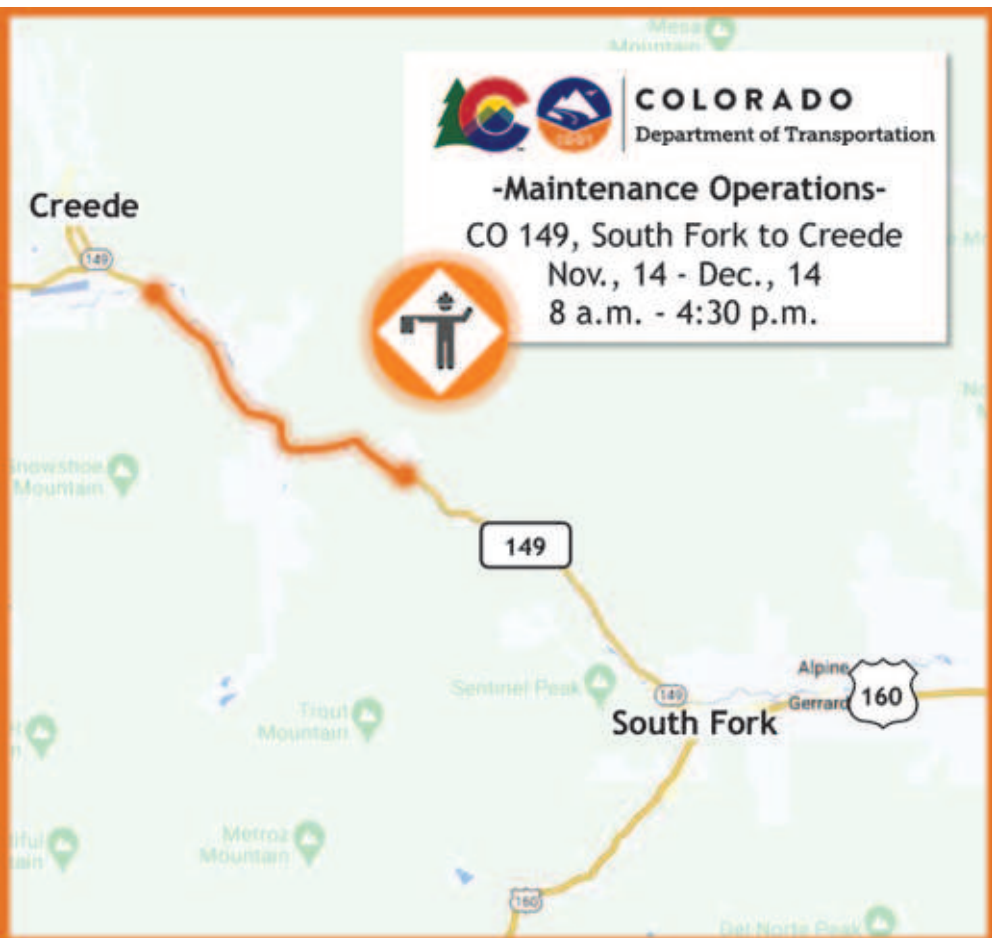 Mesa
Mountain
COLORADO
Department of Transportation
-Maintenance Operations-
CO 149, South Fork to Creede
Nov., 14 - Dec., 14
8 a.m. - 4:30 p.m.
Creede
149
Snowshoe
Mountain
149
Sentinel Peak
149
Alpine
Gerrard
160
South Fork
Trout
Mountain
Metroz
Mountain
160
Del Norte Peak